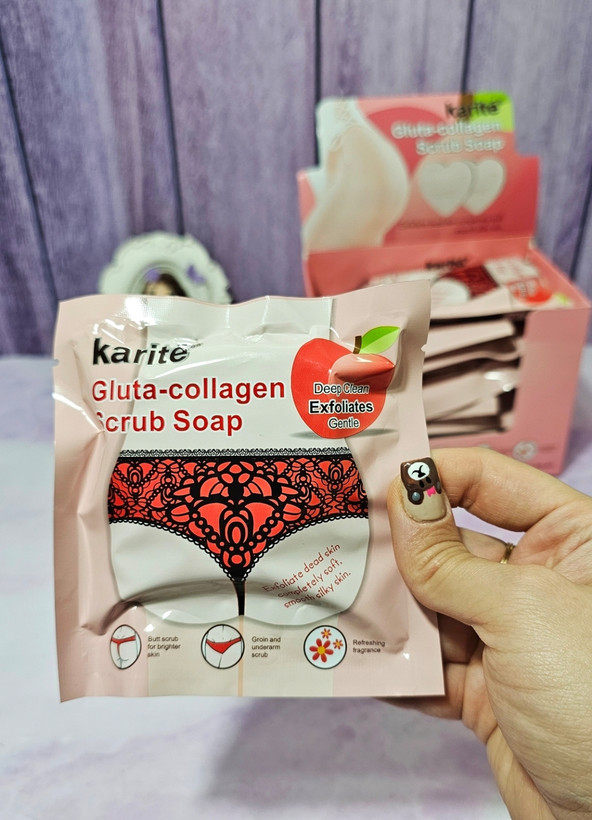 karite
Gluta-collagen
Scrub Soap
karite
Gluta-collagen
Scrub Soap
Deep Clean
Exfoliates
Gentle
Exfoliate dead skin
completely soft,
smooth, silky skin.
Butt scrub
for brighter
skin
Groin and
underarm
scrub
Refreshing
fragrance